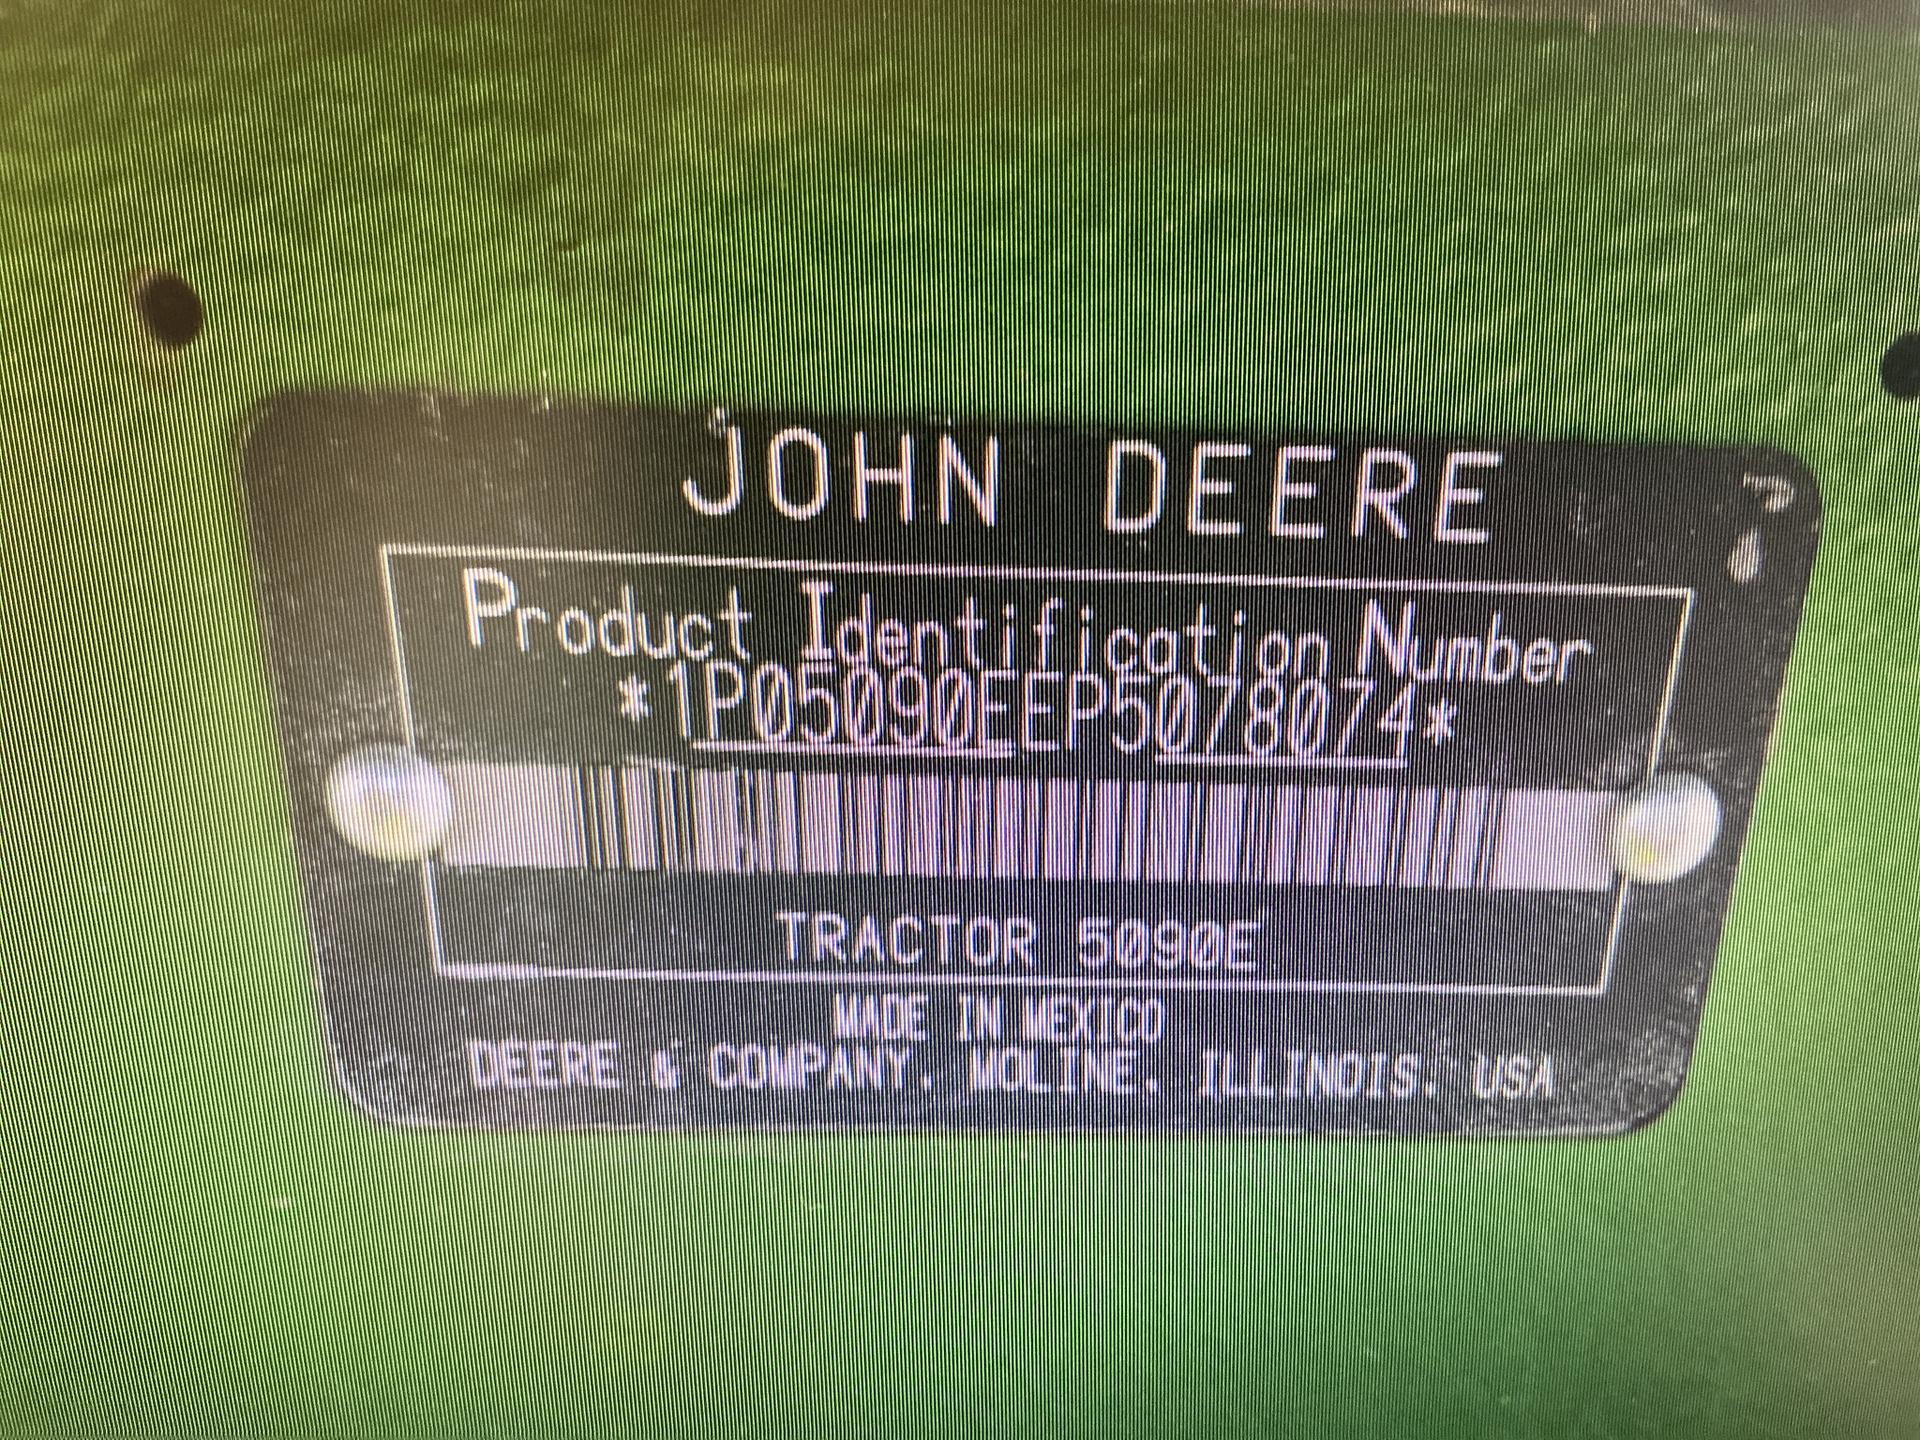 JOHN DEERE
Product Identification Number
*1P05090EEP5078074*
TRACTOR 5090E
MADE IN MEXICO
DEERE & COMPANY. MOLINE. ILLINOIS. USA